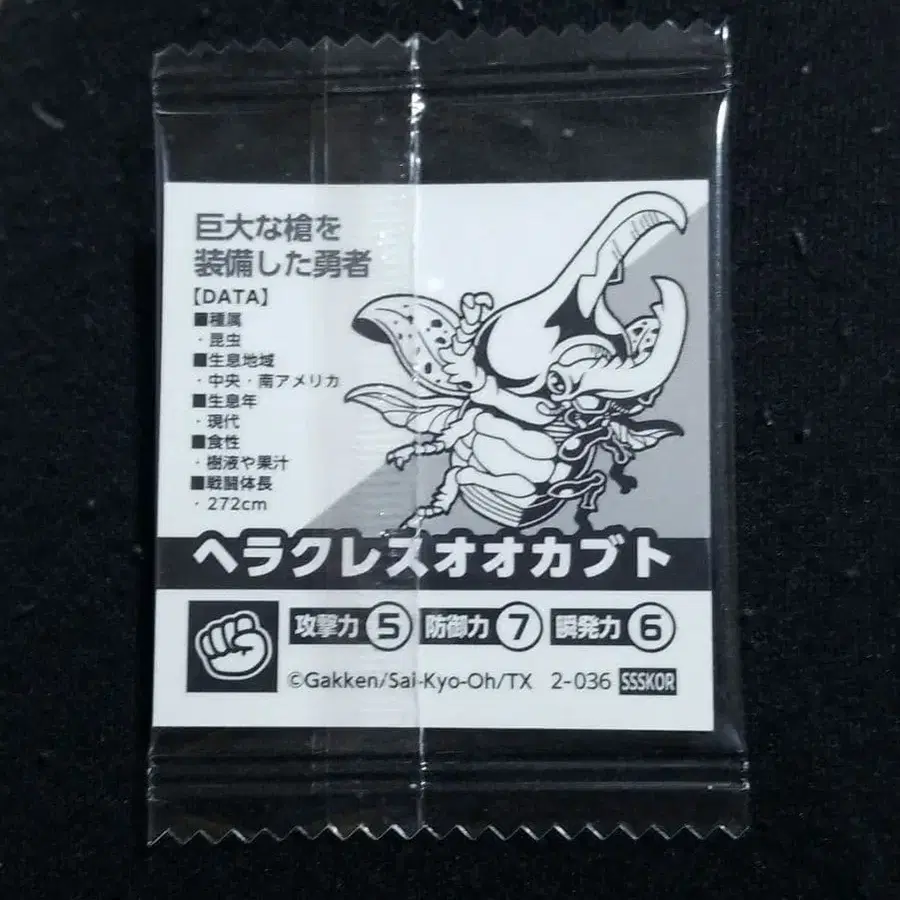 巨大な槍を
装備した勇者
【DATA】
■種属
・昆虫
■生息地域
・中央・南アメリカ
■生息年
・現代
■食性
・樹液や果汁
■戦闘体長
・272cm
ヘラクレスオオカブト
攻撃力 5 防御力 7 瞬発力 6
©Gakken/Sai-Kyo-Oh/TX 2-036 SSSKOR